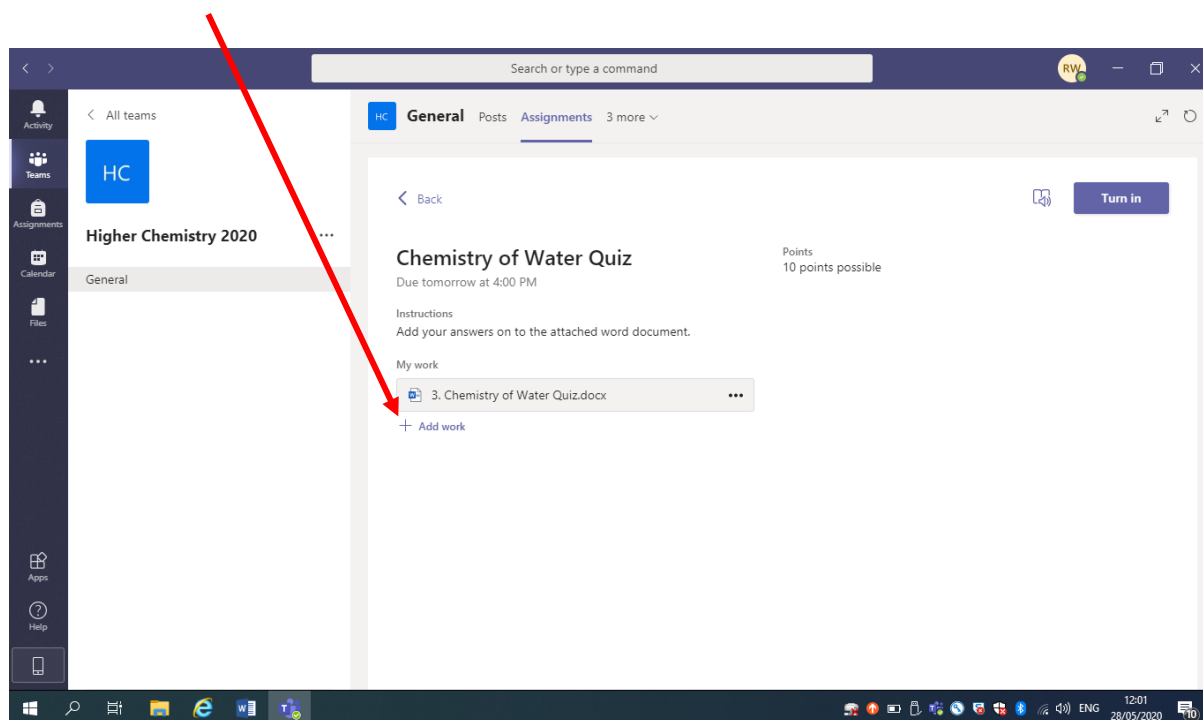 Search or type a command
RW
Activity
Teams
Assignments
Calendar
Files
Apps
Help
All teams
HC
Higher Chemistry 2020
General
HC General Posts Assignments 3 more
Back
Turn in
Chemistry of Water Quiz
Due tomorrow at 4:00 PM
Points
10 points possible
Instructions
Add your answers on to the attached word document.
My work
3. Chemistry of Water Quiz.docx
+ Add work
ENG
12:01
28/05/2020